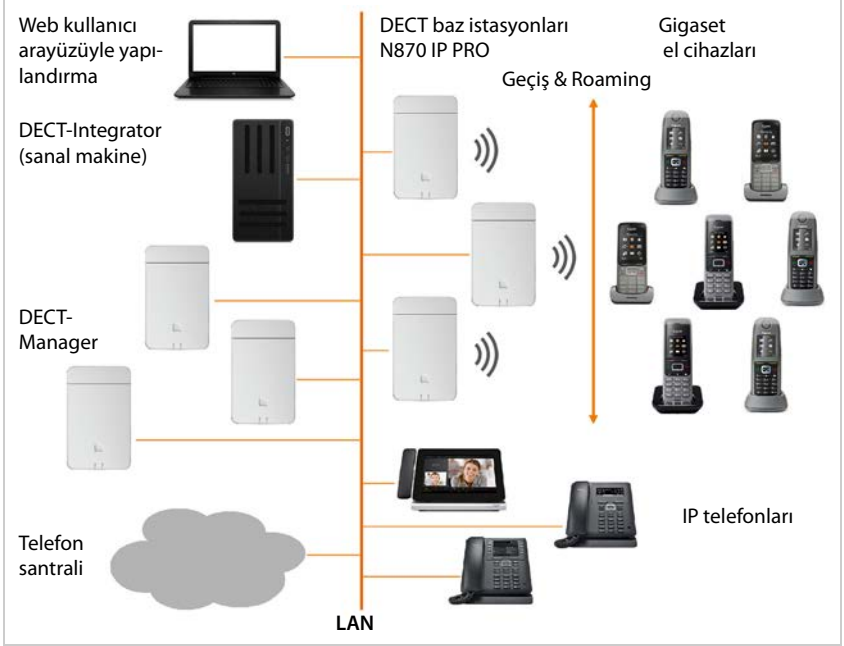 Web kullanıcı
arayüzüyle yapı-
landırma
DECT baz istasyonları
N870 IP PRO
Gigaset
el cihazları
Geçiş & Roaming
DECT-Integrator
(sanal makine)
DECT-
Manager
IP telefonları
Telefon
santrali
LAN